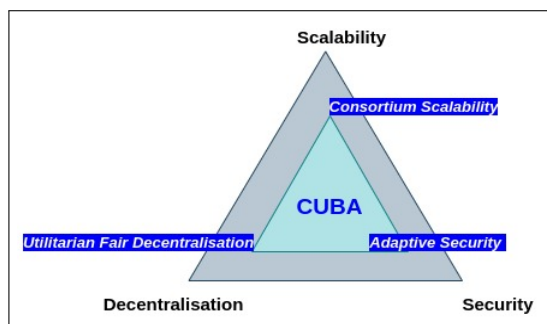 Scalability
Consortium Scalability
CUBA
Utilitarian Fair Decentralisation
Adaptive Security
Decentralisation
Security